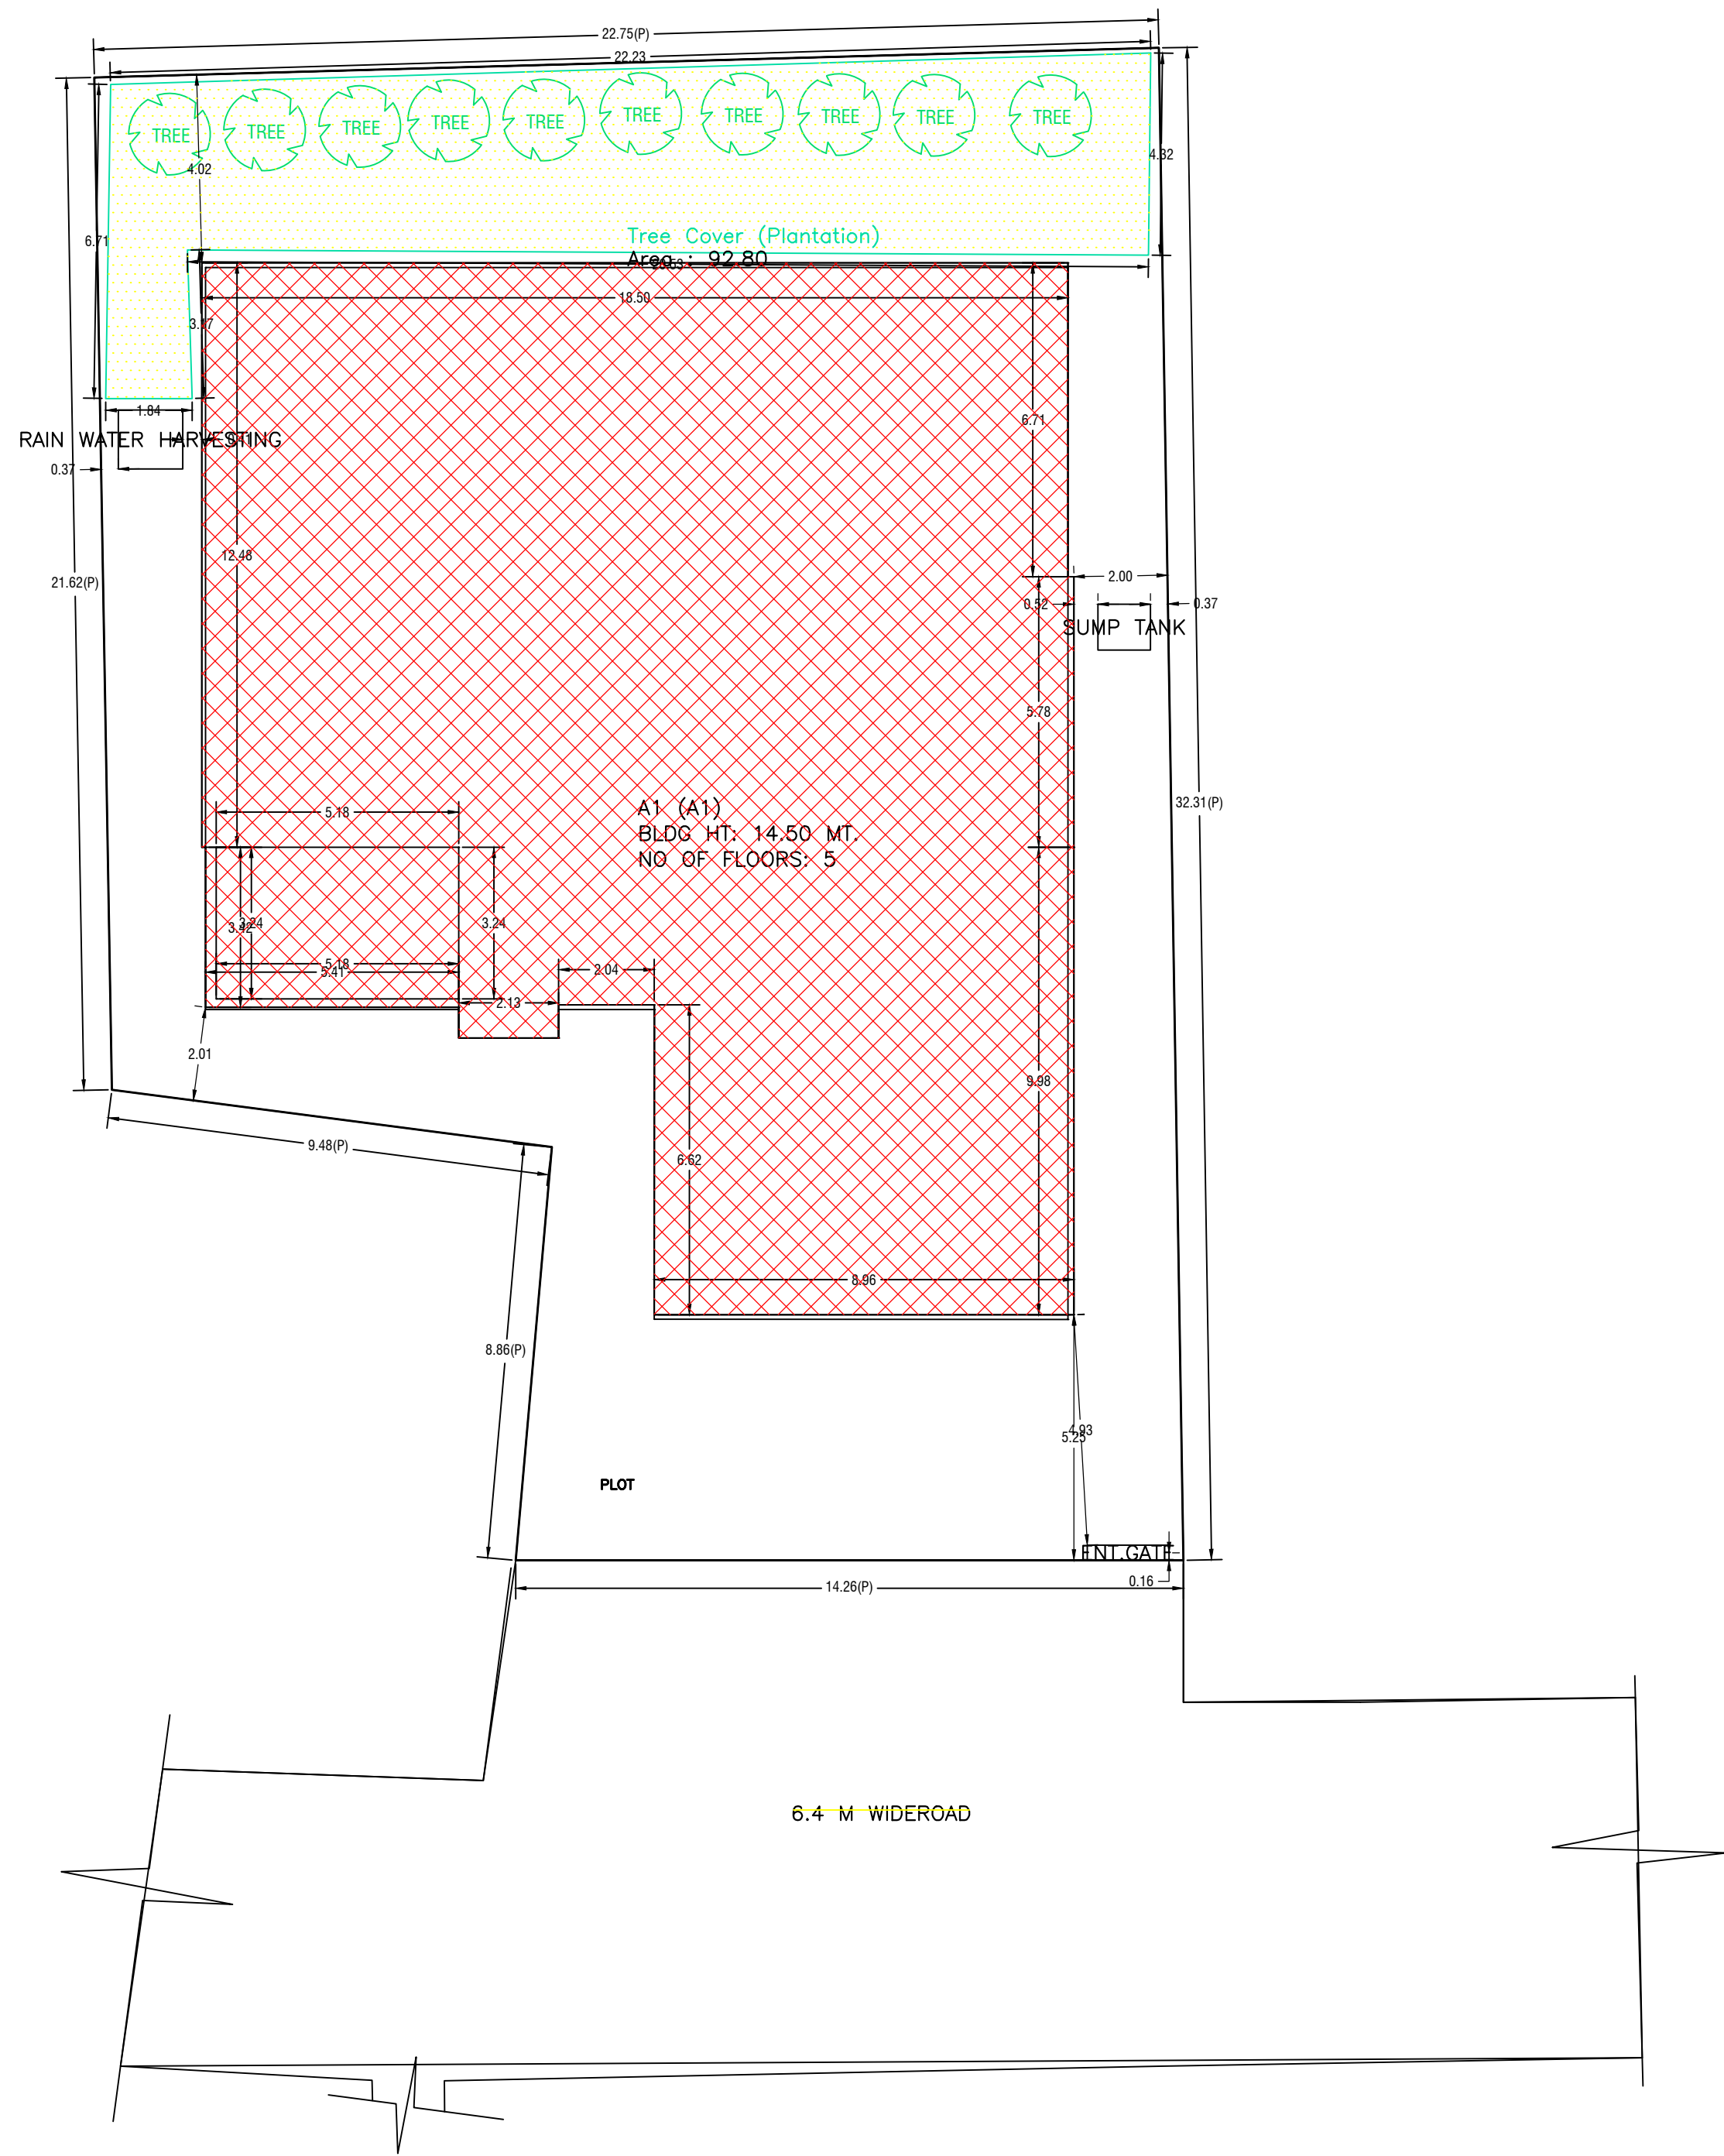 22.75(P)
22.23
TREE
TREE
TREE
TREE
TREE
TREE
TREE
TREE
TREE
TREE
4.02
4.32
6.71
Tree Cover (Plantation)
Area : 92.80
18.50
3.17
1.84
RAIN WATER HARVESTING
0.37
6.71
12.48
21.62(P)
2.00
0.52
0.37
SUMP TANK
5.78
32.31(P)
5.18
A1 (A1)
BLDG HT: 14.50 MT.
NO OF FLOORS: 5
3.24
3.42
3.24
5.18
5.41
2.04
2.13
2.01
9.98
9.48(P)
6.62
8.96
8.86(P)
4.93
5.25
PLOT
ENT.GATE
0.16
14.26(P)
6.4 M WIDEROAD